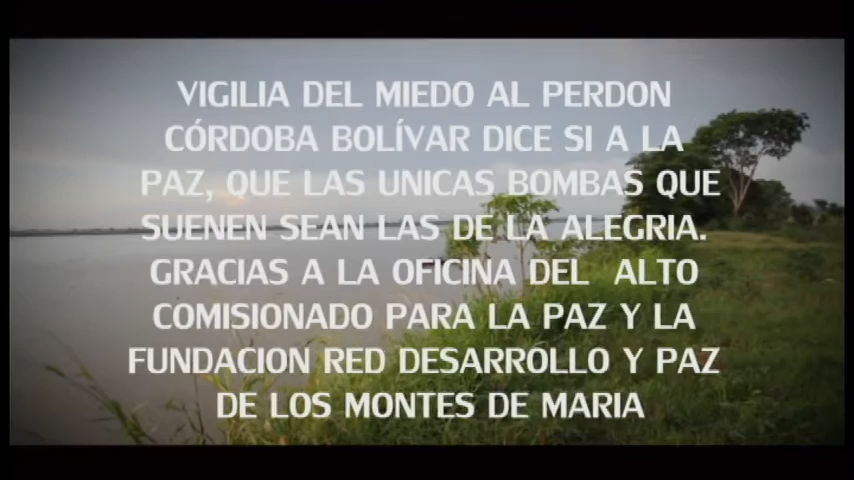 VIGILIA DEL MIEDO AL PERDON
CÓRDOBA BOLÍVAR DICE SI A LA
PAZ, QUE LAS UNICAS BOMBAS QUE
SUENEN SEAN LAS DE LA ALEGRIA.
GRACIAS A LA OFICINA DEL ALTO
COMISIONADO PARA LA PAZ Y LA
FUNDACION RED DESARROLLO Y PAZ
DE LOS MONTES DE MARIA